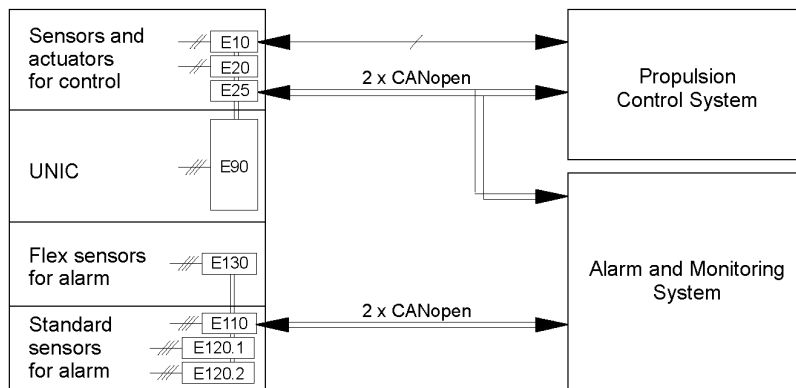 Sensors and
actuators
for control
E10
E20
E25
2 x CANopen
Propulsion
Control System
UNIC
E90
Flex sensors
for alarm
E130
Alarm and Monitoring
System
Standard
sensors
for alarm
E110
E120.1
E120.2
2 x CANopen